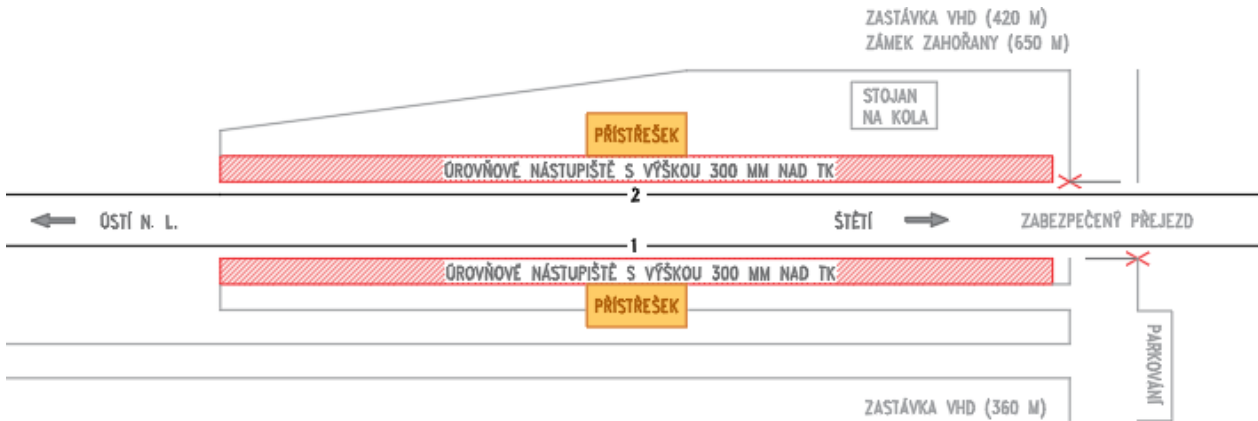 ZASTÁVKA VHD (420 M)
ZÁMEK ZAHOŘANY (650 M)
STOJAN
NA KOLA
PŘÍSTŘEŠEK
ÚROVŇOVÉ NÁSTUPIŠTĚ S VÝŠKOU 300 MM NAD TK
2
ÚSTÍ N. L.
ŠTĚTÍ
ZABEZPEČENÝ PŘEJEZD
1
ÚROVŇOVÉ NÁSTUPIŠTĚ S VÝŠKOU 300 MM NAD TK
PŘÍSTŘEŠEK
PARKOVÁNÍ
ZASTÁVKA VHD (360 M)